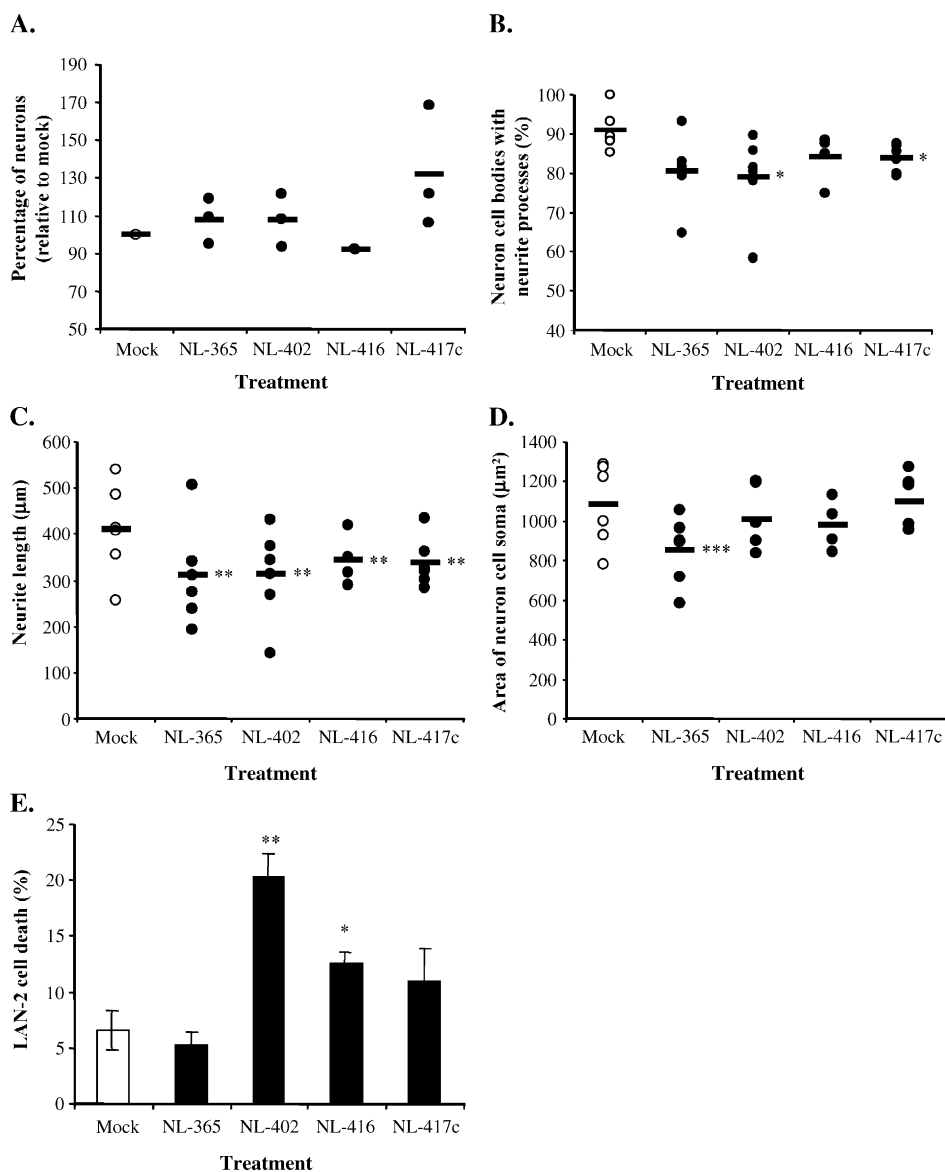 A.
Percentage of neurons
(relative to mock)
190
170
150
130
110
90
70
50
Mock NL-365 NL-402 NL-416 NL-417c
Treatment
B.
Neuron cell bodies with
neurite processes (%)
100
90
80
70
60
50
40
*
*
Mock NL-365 NL-402 NL-416 NL-417c
Treatment
C.
Neurite length (μm)
600
500
400
300
200
100
0
** ** ** **
Mock NL-365 NL-402 NL-416 NL-417c
Treatment
D.
Area of neuron cell soma (μm²)
1400
1200
1000
800
600
400
200
0
***
Mock NL-365 NL-402 NL-416 NL-417c
Treatment
E.
LAN-2 cell death (%)
25
20
15
10
5
0
**
*
Mock NL-365 NL-402 NL-416 NL-417c
Treatment